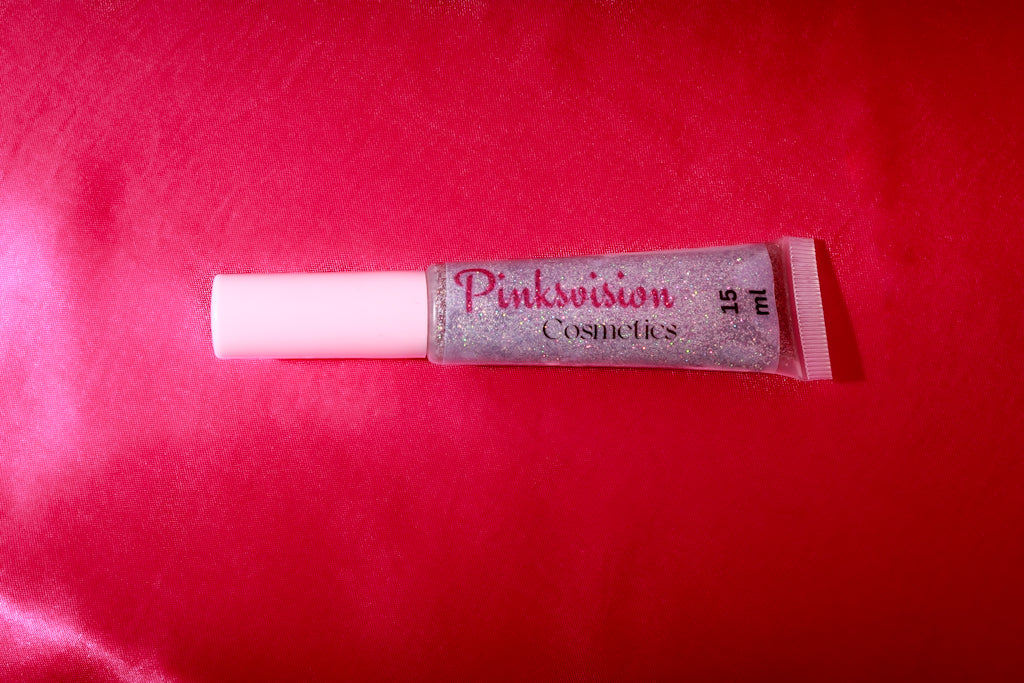 Pinksvision
Cosmetics
15
ml